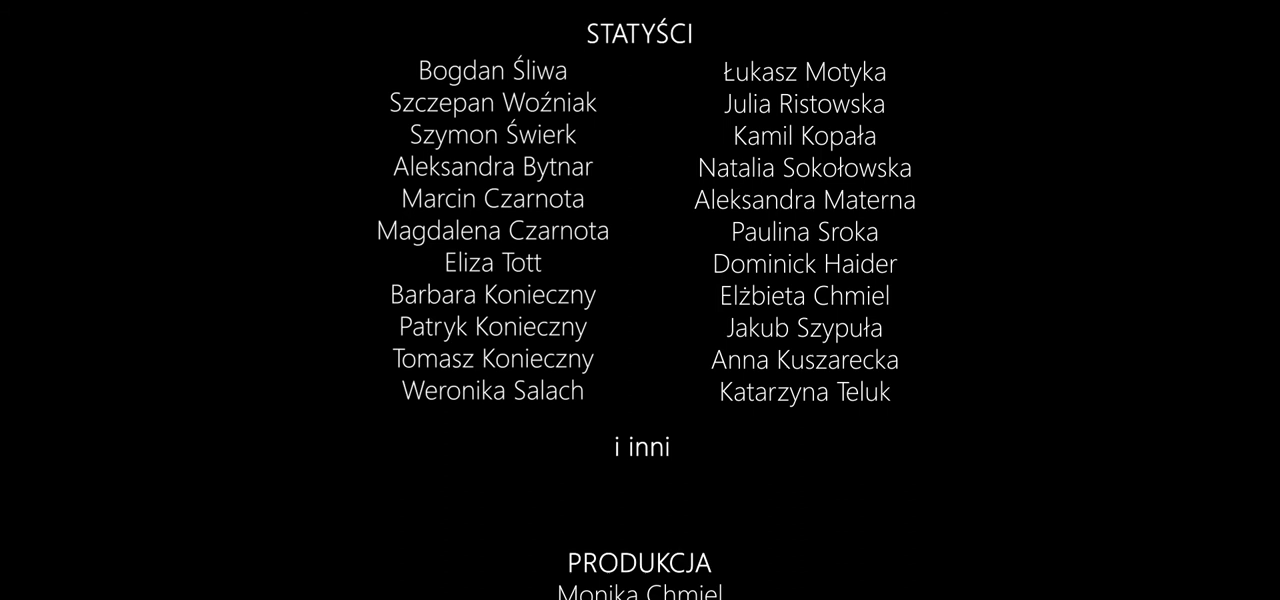 STATYŚCI
Bogdan Śliwa
Szczepan Woźniak
Szymon Świerk
Aleksandra Bytnar
Marcin Czarnota
Magdalena Czarnota
Eliza Tott
Barbara Konieczny
Patryk Konieczny
Tomasz Konieczny
Weronika Salach
Łukasz Motyka
Julia Ristowska
Kamil Kopała
Natalia Sokołowska
Aleksandra Materna
Paulina Sroka
Dominick Haider
Elżbieta Chmiel
Jakub Szypuła
Anna Kuszarecka
Katarzyna Teluk
i inni
PRODUKCJA
Monika Chmiel